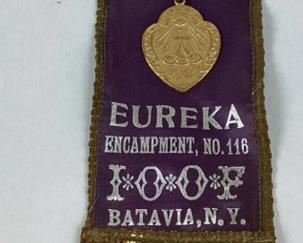 EUREKA
ENCAMPMENT, NO. 116
I*O*O*F
BATAVIA, N.Y.